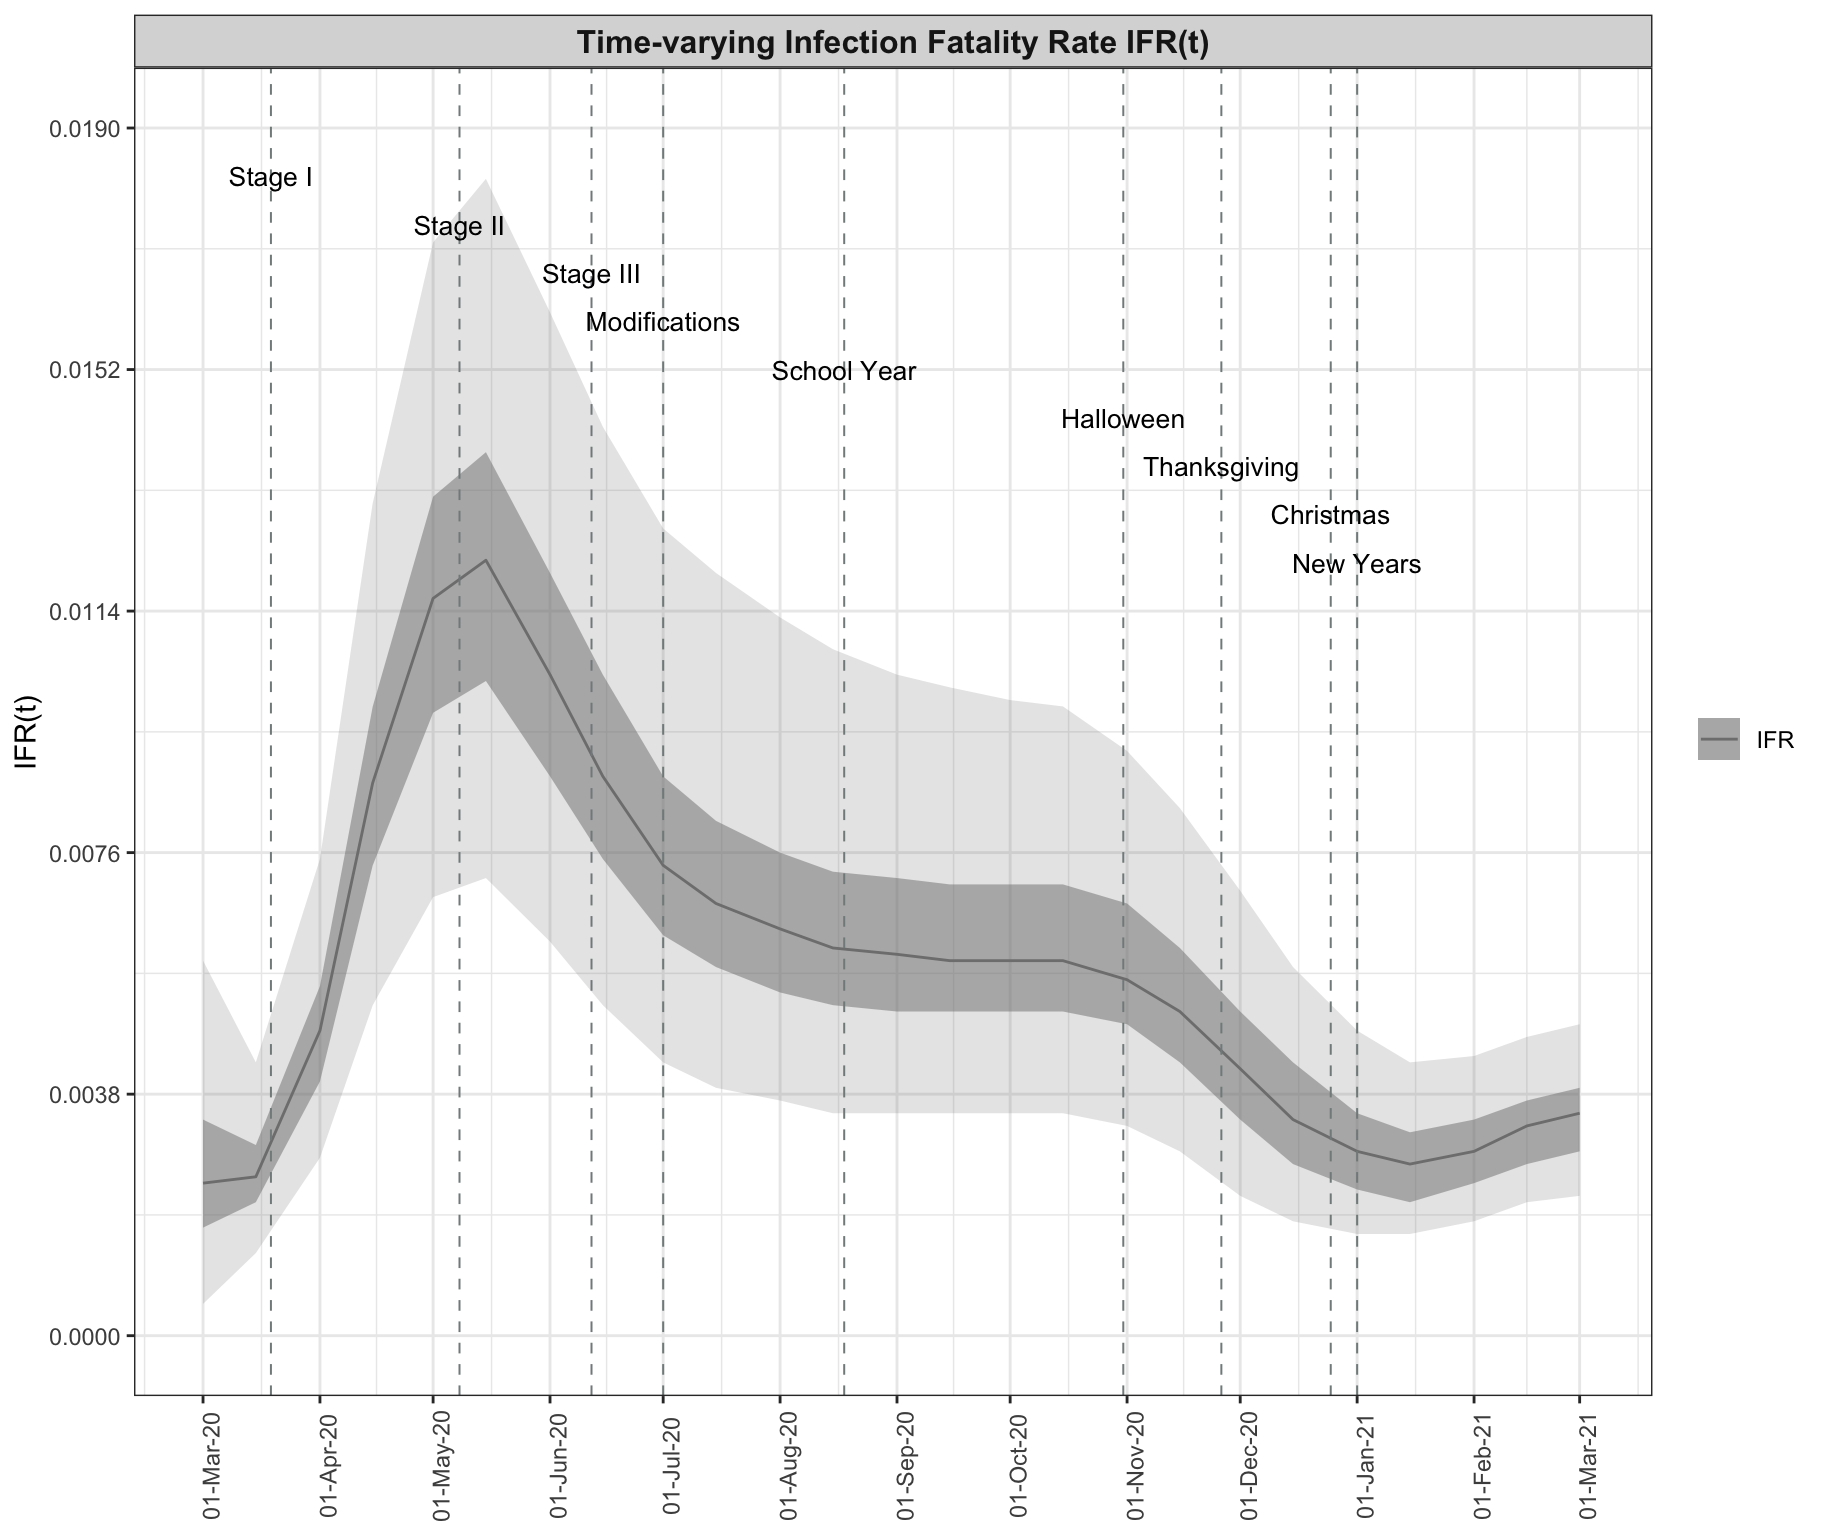 Time-varying Infection Fatality Rate IFR(t)
0.0190
Stage I
Stage II
Stage III
Modifications
0.0152
School Year
Halloween
Thanksgiving
Christmas
New Years
0.0114
IFR(t)
IFR
0.0076
0.0038
0.0000
01-Mar-20
01-Apr-20
01-May-20
01-Jun-20
01-Jul-20
01-Aug-20
01-Sep-20
01-Oct-20
01-Nov-20
01-Dec-20
01-Jan-21
01-Feb-21
01-Mar-21